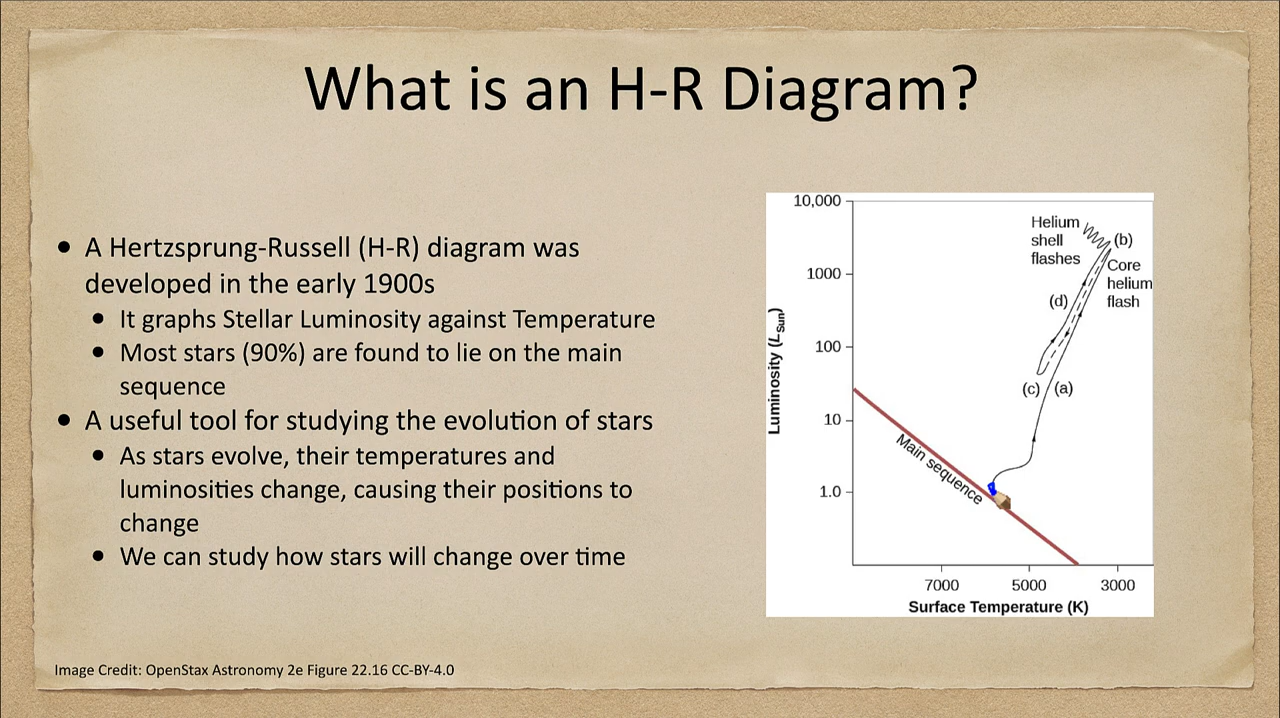 What is an H-R Diagram?
• A Hertzsprung-Russell (H-R) diagram was
developed in the early 1900s
• It graphs Stellar Luminosity against Temperature
• Most stars (90%) are found to lie on the main
sequence
• A useful tool for studying the evolution of stars
• As stars evolve, their temperatures and
luminosities change, causing their positions to
change
• We can study how stars will change over time
10,000
1000
100
10
1.0
Luminosity (LSun)
Helium
shell
flashes
(b)
Core
helium
flash
(d)
(c)
(a)
Main sequence
7000
5000
3000
Surface Temperature (K)
Image Credit: OpenStax Astronomy 2e Figure 22.16 CC-BY-4.0